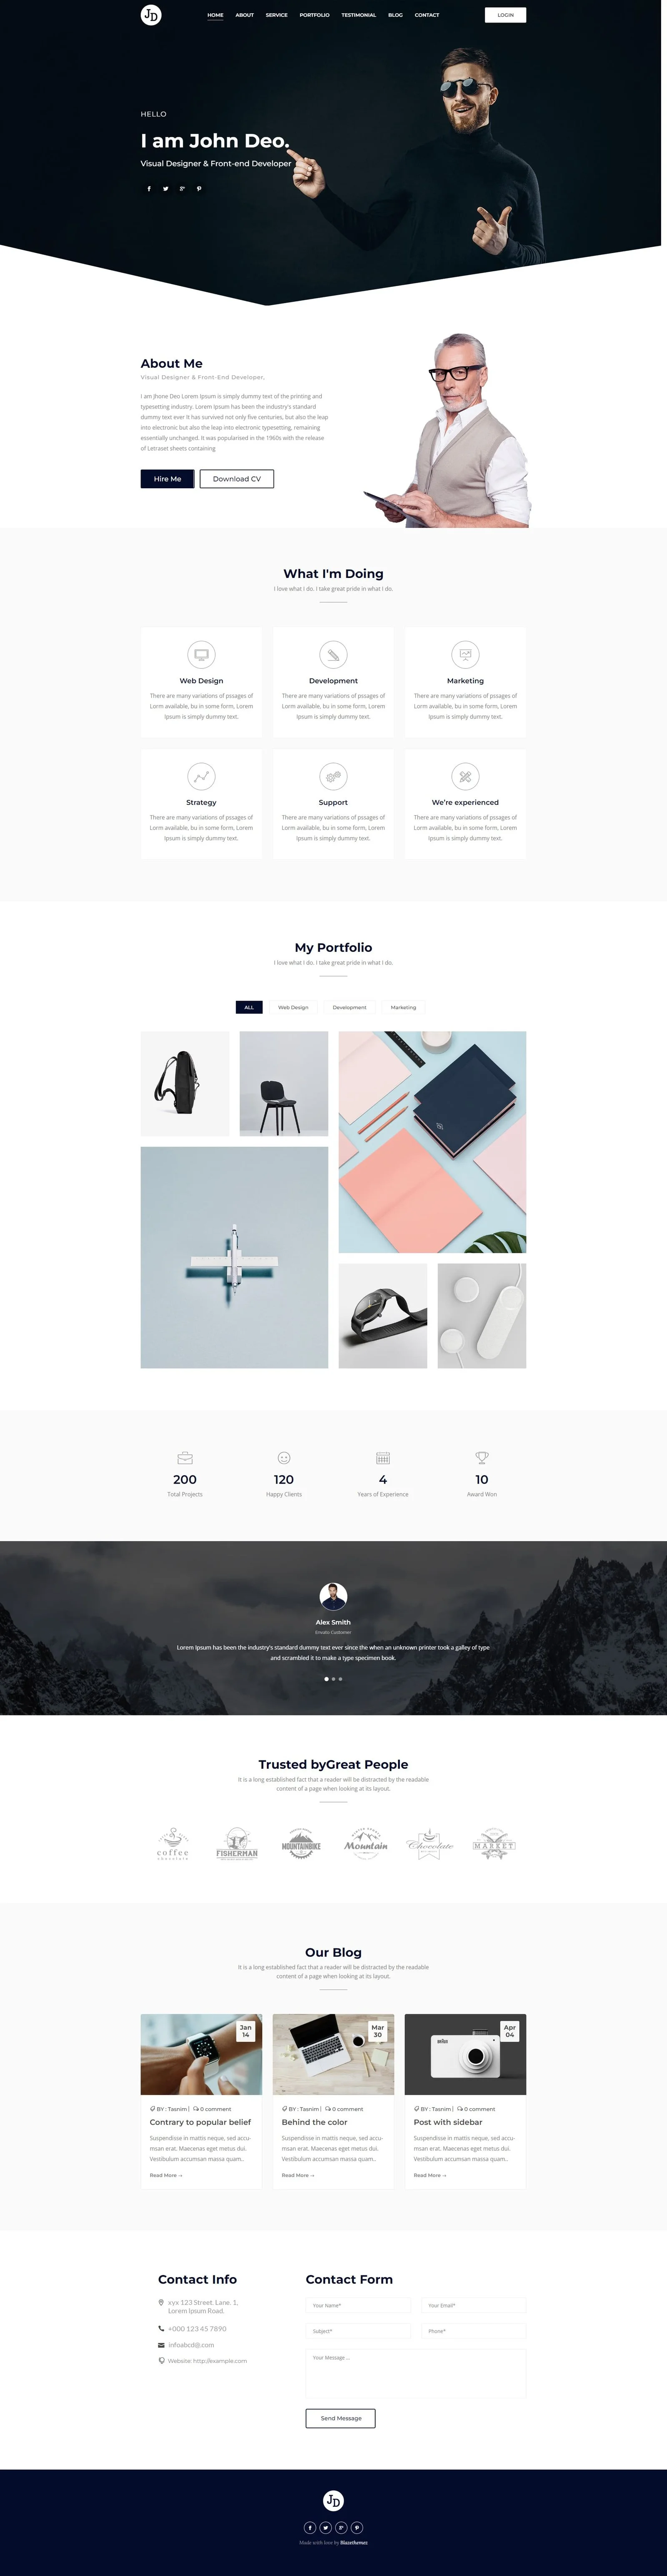 JD
HOME ABOUT SERVICE PORTFOLIO TESTIMONIAL BLOG CONTACT
LOGIN
HELLO
I am John Deo.
Visual Designer & Front-end Developer
About Me
Visual Designer & Front-End Developer,
I am Jhone Deo Lorem Ipsum is simply dummy text of the printing and
typesetting industry. Lorem Ipsum has been the industry's standard
dummy text ever It has survived not only five centuries, but also the leap
into electronic but also the leap into electronic typesetting, remaining
essentially unchanged. It was popularised in the 1960s with the release
of Letraset sheets containing
Hire Me
Download CV
What I'm Doing
I love what I do. I take great pride in what I do.
Web Design
There are many variations of pssages of
Lorm available, bu in some form, Lorem
Ipsum is simply dummy text.
Development
There are many variations of pssages of
Lorm available, bu in some form, Lorem
Ipsum is simply dummy text.
Marketing
There are many variations of pssages of
Lorm available, bu in some form, Lorem
Ipsum is simply dummy text.
Strategy
There are many variations of pssages of
Lorm available, bu in some form, Lorem
Ipsum is simply dummy text.
Support
There are many variations of pssages of
Lorm available, bu in some form, Lorem
Ipsum is simply dummy text.
We're experienced
There are many variations of pssages of
Lorm available, bu in some form, Lorem
Ipsum is simply dummy text.
My Portfolio
I love what I do. I take great pride in what I do.
ALL
Web Design
Development
Marketing
200
Total Projects
120
Happy Clients
4
Years of Experience
10
Award Won
Alex Smith
Envato Customer
Lorem Ipsum has been the industry's standard dummy text ever since the when an unknown printer took a galley of type
and scrambled it to make a type specimen book.
Trusted byGreat People
It is a long established fact that a reader will be distracted by the readable
content of a page when looking at its layout.
coffee
chocolate
FISHERMAN
MOUNTAINBIKE
Mountain
Chocolate
MARKET
Our Blog
It is a long established fact that a reader will be distracted by the readable
content of a page when looking at its layout.
Jan
14
BY : Tasnim | 0 comment
Contrary to popular belief
Suspendisse in mattis neque, sed accu-
msan erat. Maecenas eget metus dui.
Vestibulum accumsan massa quam..
Read More →
Mar
30
BY : Tasnim | 0 comment
Behind the color
Suspendisse in mattis neque, sed accu-
msan erat. Maecenas eget metus dui.
Vestibulum accumsan massa quam..
Read More →
Apr
04
BRAUN
BY : Tasnim | 0 comment
Post with sidebar
Suspendisse in mattis neque, sed accu-
msan erat. Maecenas eget metus dui.
Vestibulum accumsan massa quam..
Read More →
Contact Info
xyx 123 Street. Lane. 1,
Lorem Ipsum Road.
+000 123 45 7890
infoabcd@.com
Website: http://example.com
Contact Form
Your Name*
Your Email*
Subject*
Phone*
Your Message ...
Send Message
JD
Made with love by Blazethemez